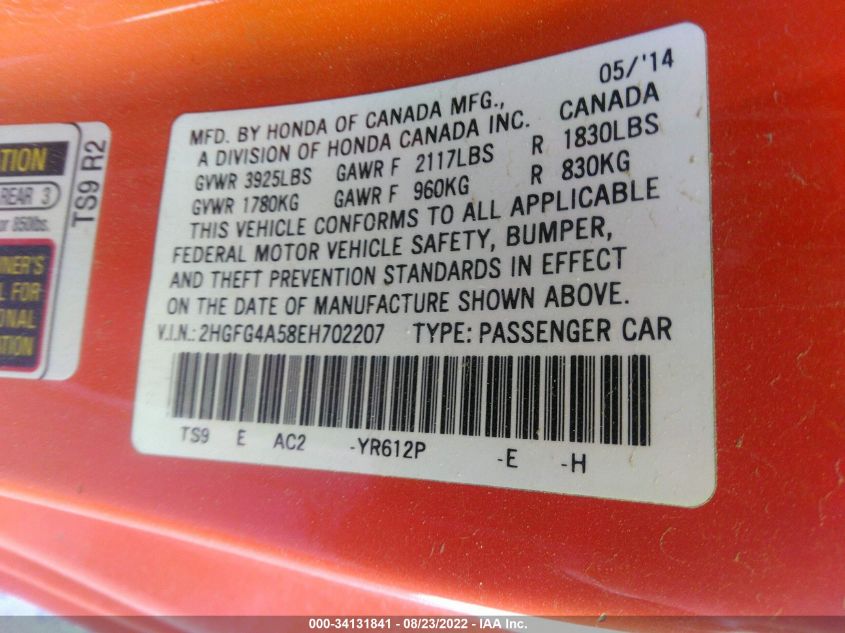 05/'14
MFD. BY HONDA OF CANADA MFG., CANADA
A DIVISION OF HONDA CANADA INC.
GVWR 3925LBS GAWR F 2117LBS R 1830LBS
GVWR 1780KG GAWR F 960KG R 830KG
THIS VEHICLE CONFORMS TO ALL APPLICABLE
FEDERAL MOTOR VEHICLE SAFETY, BUMPER,
AND THEFT PREVENTION STANDARDS IN EFFECT
ON THE DATE OF MANUFACTURE SHOWN ABOVE.
V.I.N.: 2HGFG4A58EH702207 TYPE: PASSENGER CAR
TS9 E AC2 -YR612P -E -H
REAR 3
850lbs.
TS9 R2
000-34131841 - 08/23/2022 - IAA Inc.